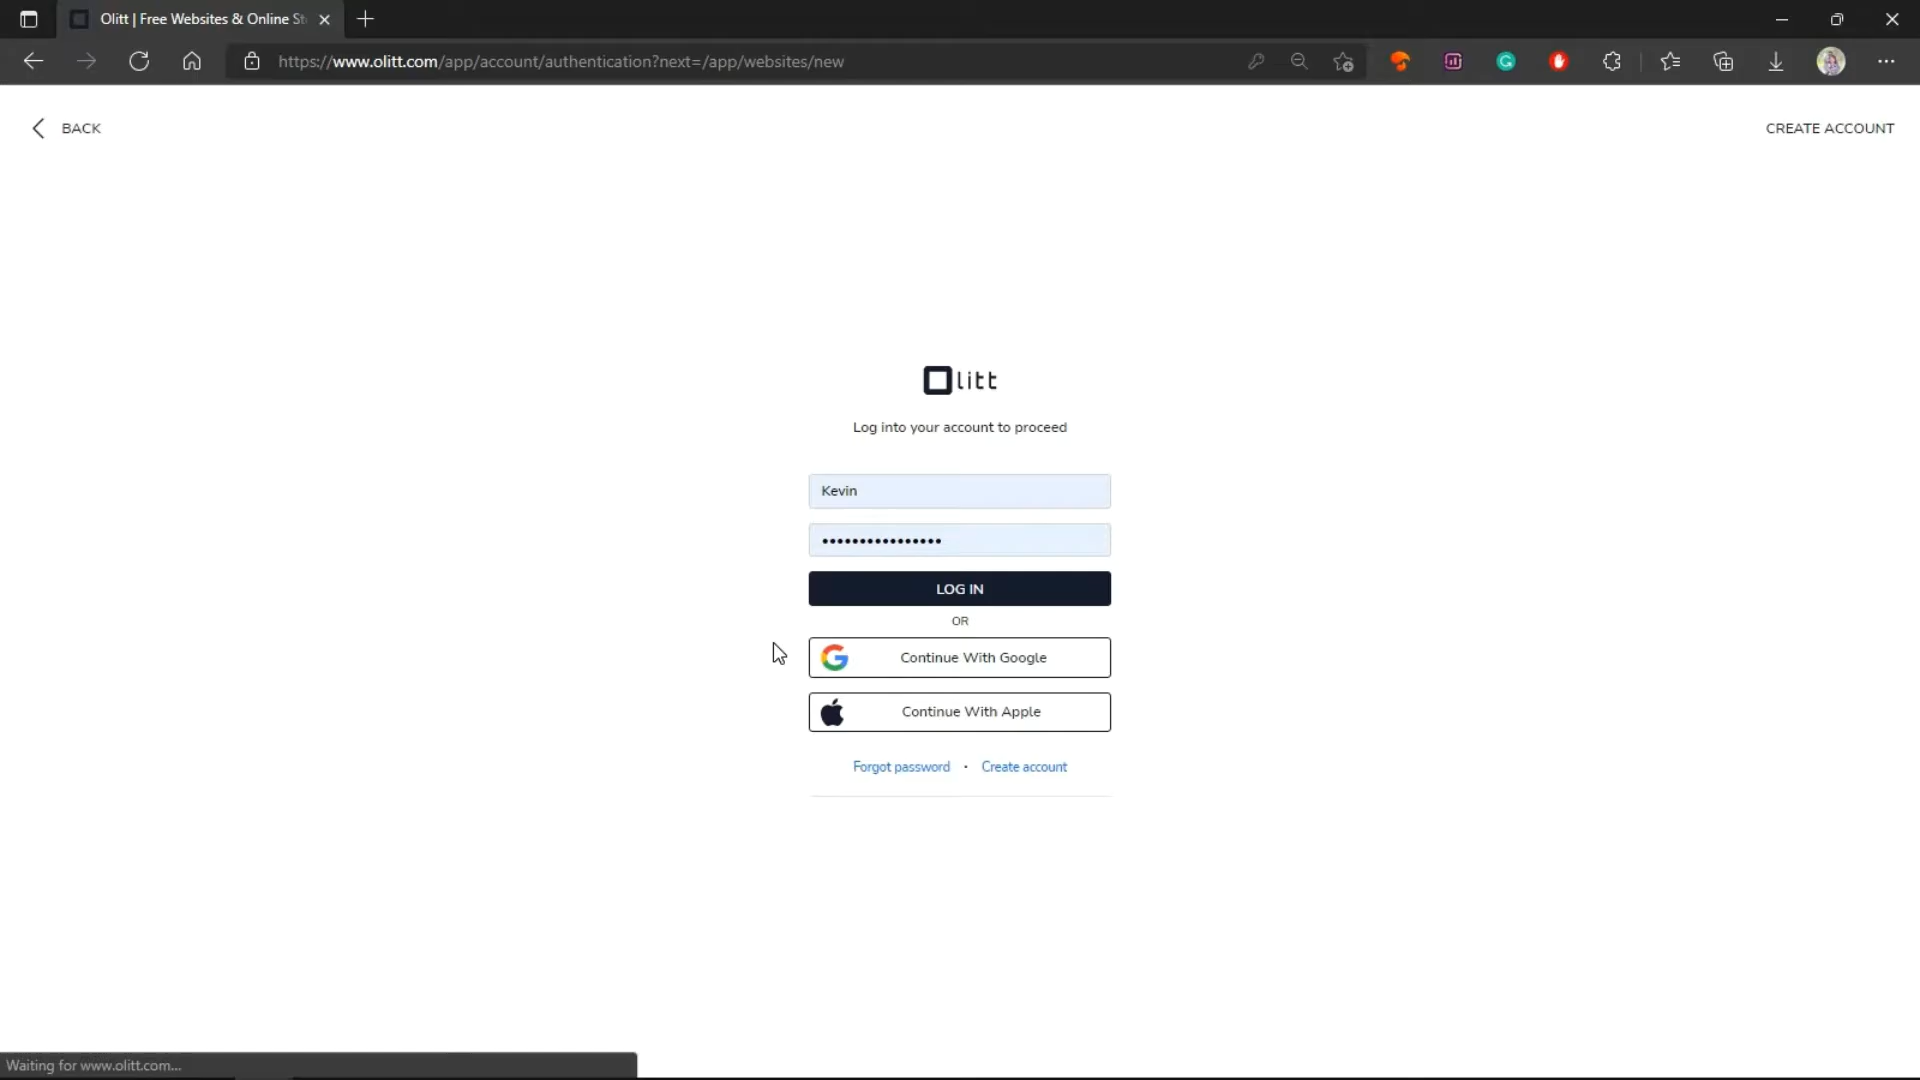 Olitt | Free Websites & Online St
https://www.olitt.com/app/account/authentication?next=/app/websites/new
BACK
CREATE ACCOUNT
Olitt
Log into your account to proceed
Kevin
••••••••••••••••
LOG IN
OR
Continue With Google
Continue With Apple
Forgot password • Create account
Waiting for www.olitt.com...